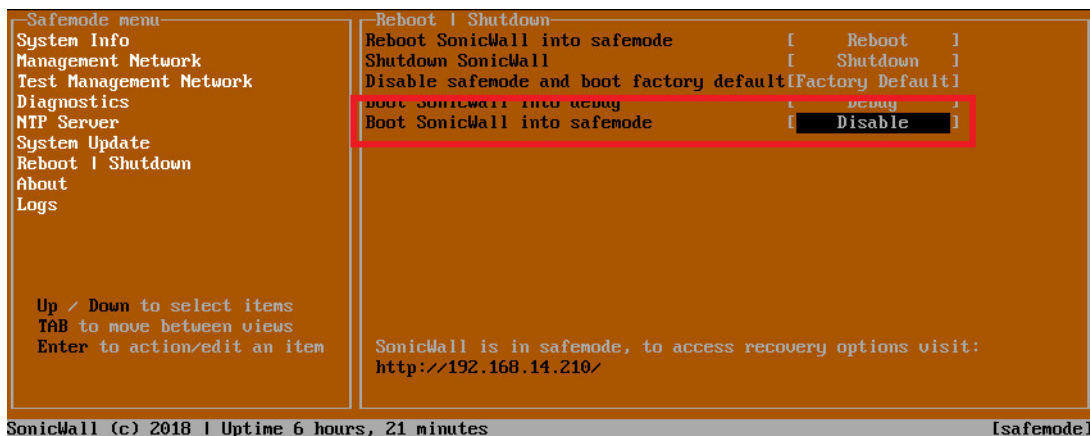 Safemode menu
System Info
Management Network
Test Management Network
Diagnostics
NTP Server
System Update
Reboot | Shutdown
About
Logs
Up / Down to select items
TAB to move between views
Enter to action/edit an item
Reboot | Shutdown
Reboot SonicWall into safemode [ Reboot ]
Shutdown SonicWall [ Shutdown ]
Disable safemode and boot factory default[Factory Default]
Boot SonicWall into debug [ Debug ]
Boot SonicWall into safemode [ Disable ]
SonicWall is in safemode, to access recovery options visit:
http://192.168.14.210/
SonicWall (c) 2018 | Uptime 6 hours, 21 minutes [safemode]